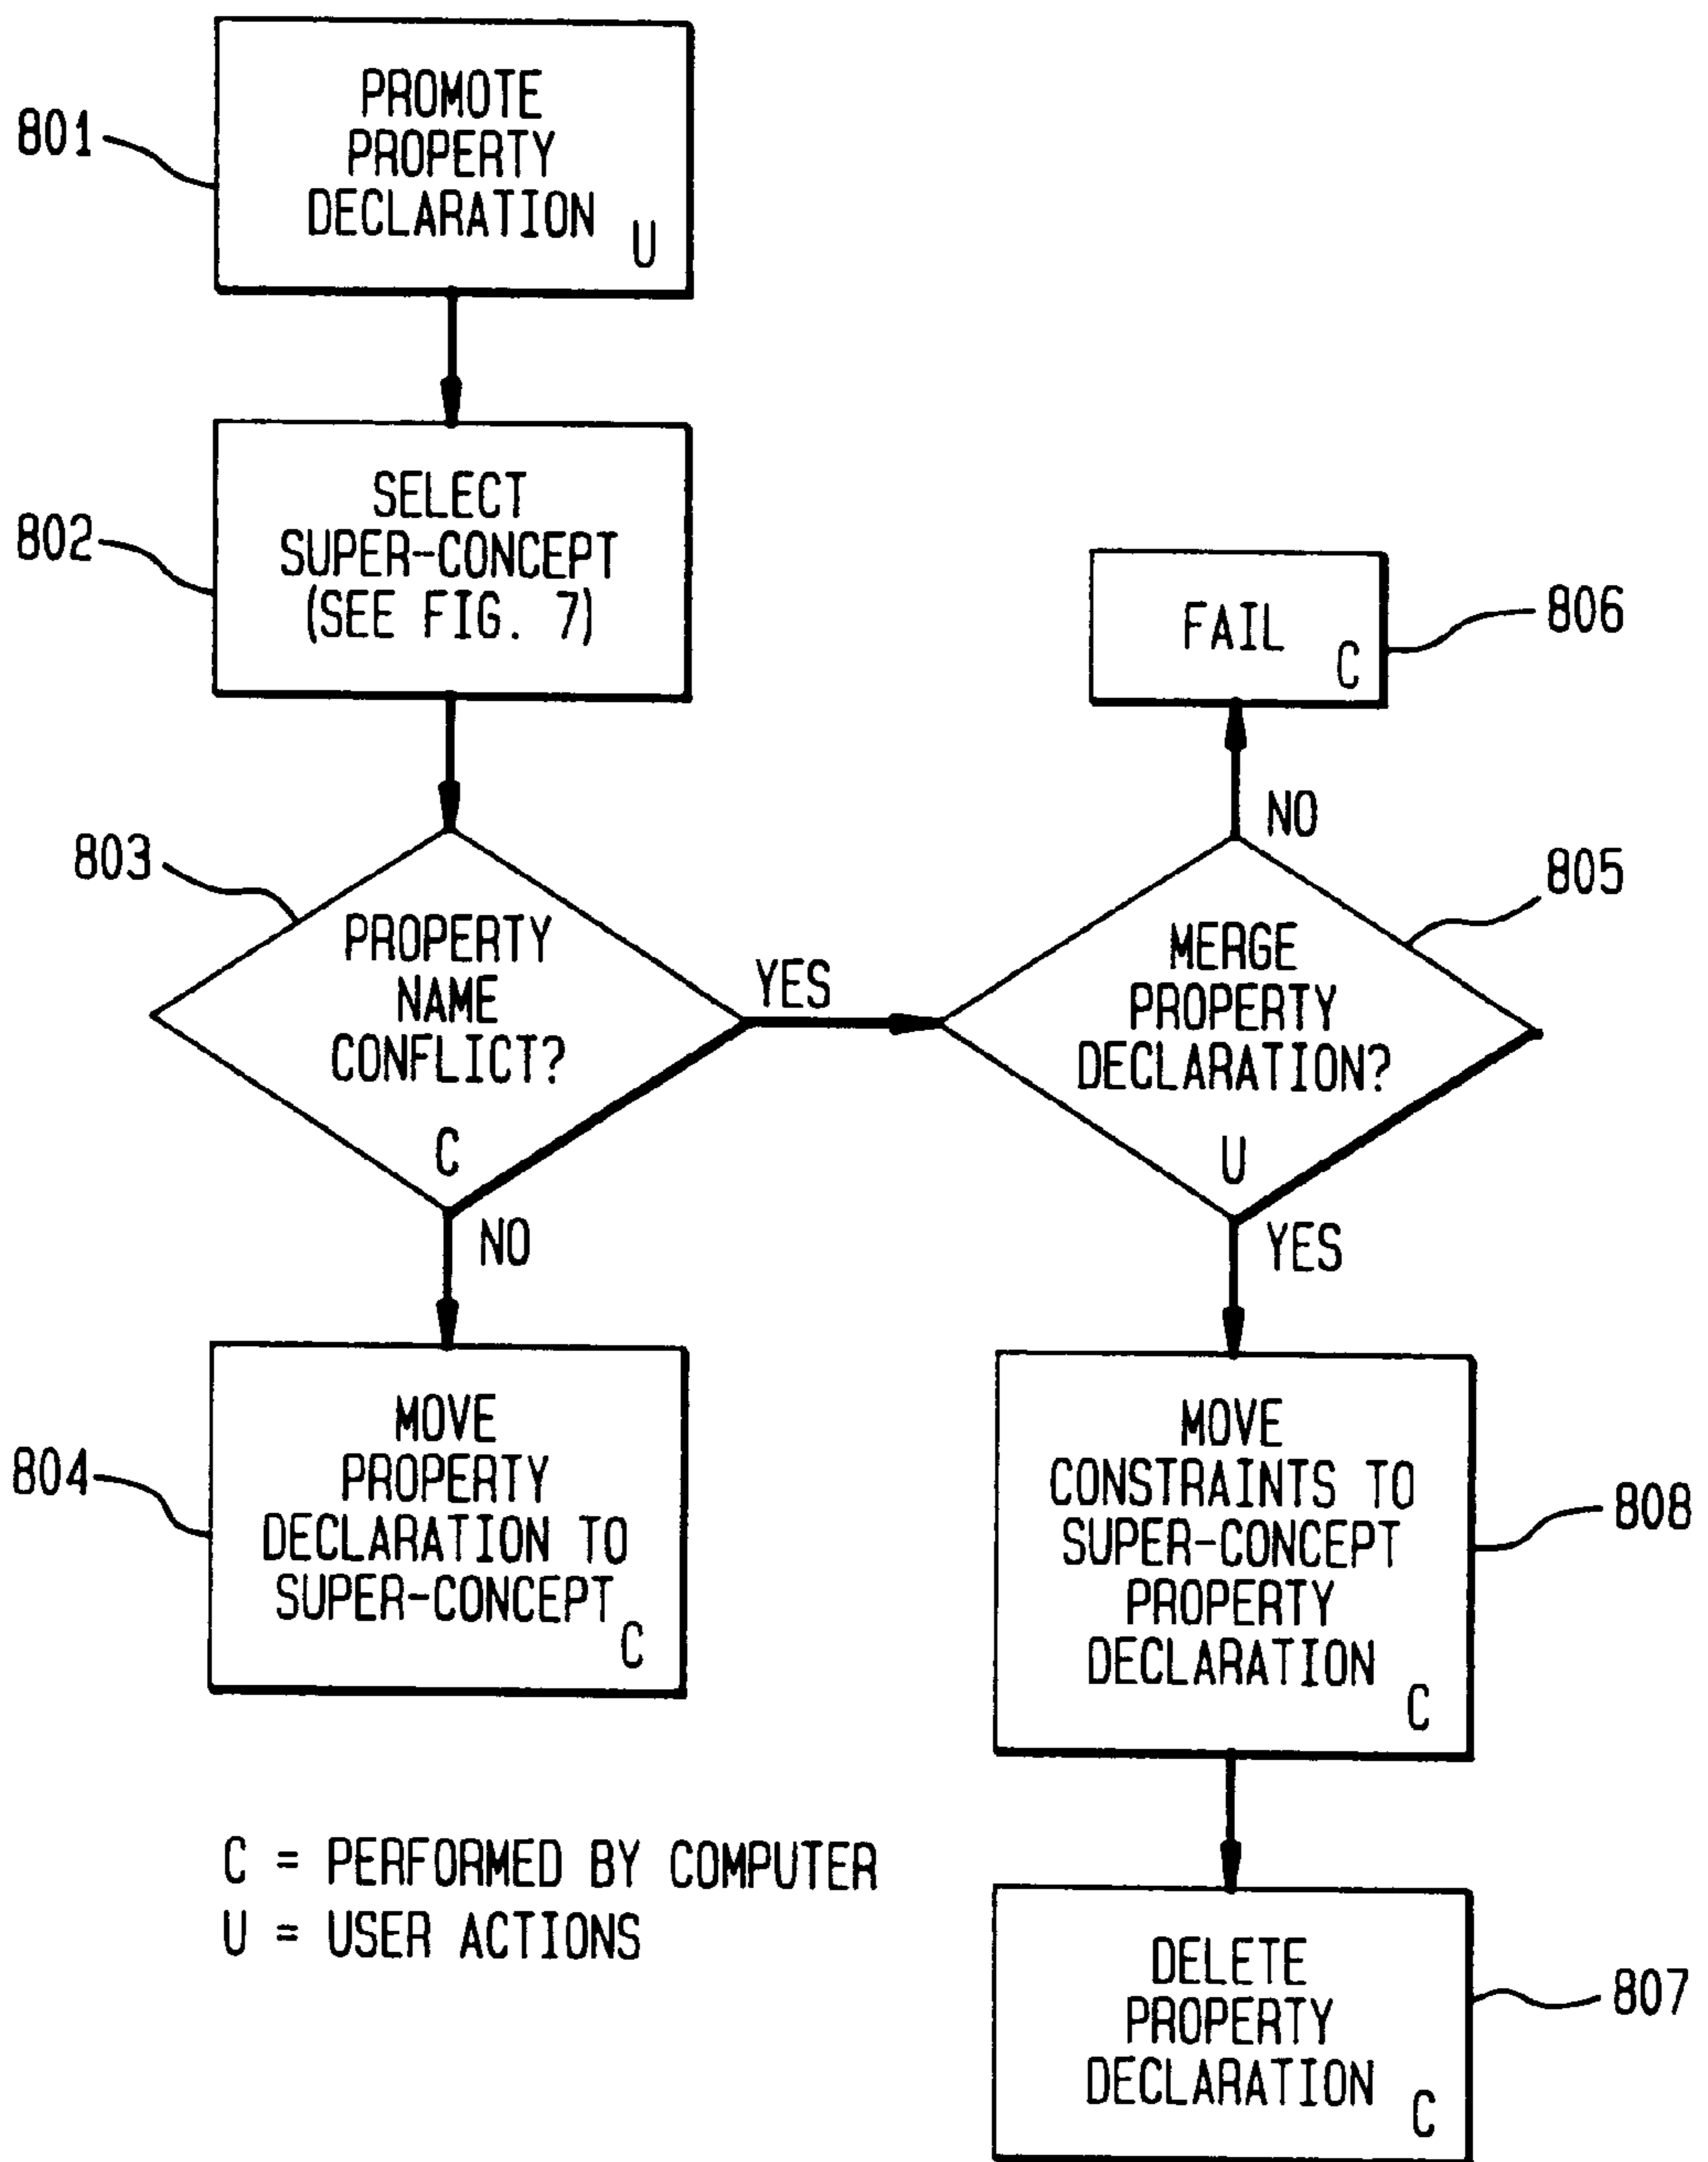 801
PROMOTE
PROPERTY
DECLARATION
U
802
SELECT
SUPER-CONCEPT
(SEE FIG. 7)
803
PROPERTY
NAME
CONFLICT?
C
YES
NO
804
MOVE
PROPERTY
DECLARATION TO
SUPER-CONCEPT
C
806
FAIL
C
NO
805
MERGE
PROPERTY
DECLARATION?
U
YES
808
MOVE
CONSTRAINTS TO
SUPER-CONCEPT
PROPERTY
DECLARATION
C
807
DELETE
PROPERTY
DECLARATION
C
C = PERFORMED BY COMPUTER
U = USER ACTIONS